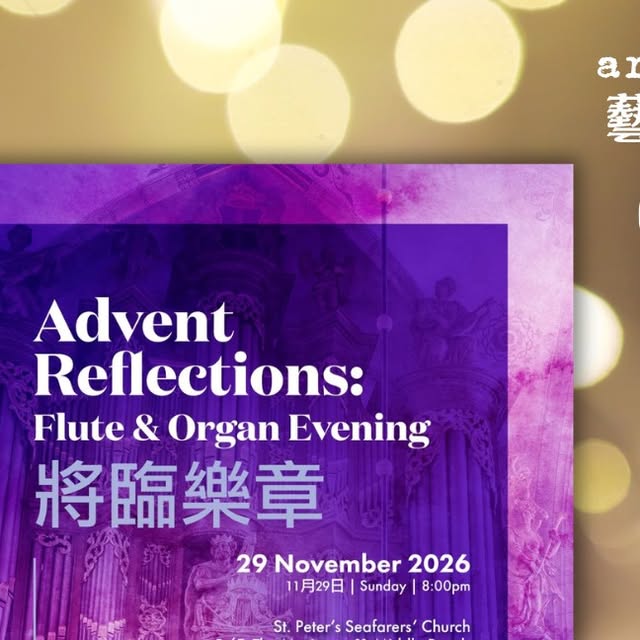 藝
Advent
Reflections:
Flute & Organ Evening
將臨樂章
29 November 2026
11月29日 | Sunday | 8:00pm
St. Peter's Seafarers' Church